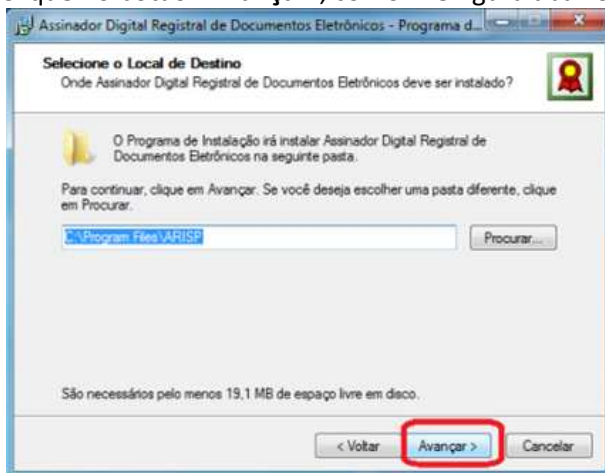 Assinador Digital Registral de Documentos Eletrônicos - Programa d...
Selecione o Local de Destino
Onde Assinador Digital Registral de Documentos Eletrônicos deve ser instalado?
O Programa de Instalação irá instalar Assinador Digital Registral de
Documentos Eletrônicos na seguinte pasta.
Para continuar, clique em Avançar. Se você deseja escolher uma pasta diferente, clique
em Procurar.
C:\Program Files\ARISP
Procurar...
São necessários pelo menos 19,1 MB de espaço livre em disco.
< Voltar
Avançar >
Cancelar